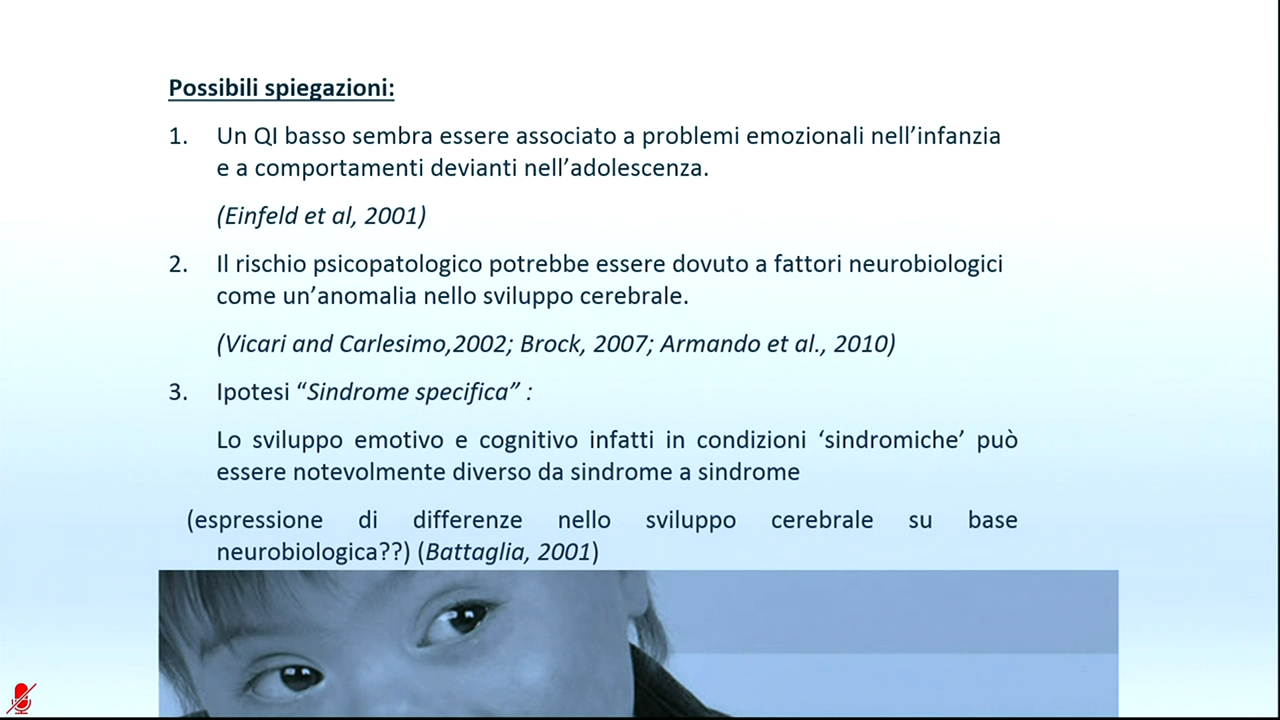 Possibili spiegazioni:
1. Un QI basso sembra essere associato a problemi emozionali nell’infanzia
e a comportamenti devianti nell’adolescenza.
(Einfeld et al, 2001)
2. Il rischio psicopatologico potrebbe essere dovuto a fattori neurobiologici
come un’anomalia nello sviluppo cerebrale.
(Vicari and Carlesimo,2002; Brock, 2007; Armando et al., 2010)
3. Ipotesi “Sindrome specifica” :
Lo sviluppo emotivo e cognitivo infatti in condizioni ‘sindromiche’ può
essere notevolmente diverso da sindrome a sindrome
(espressione di differenze nello sviluppo cerebrale su base
neurobiologica??) (Battaglia, 2001)